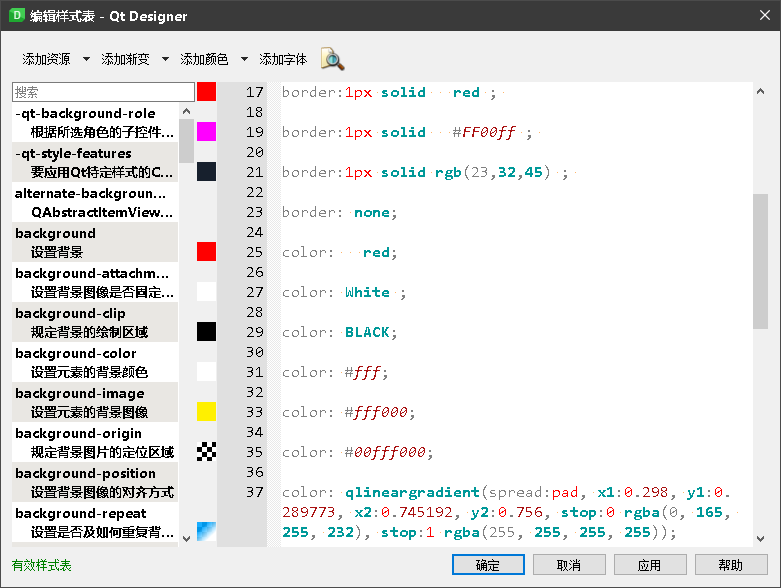 编辑样式表 - Qt Designer
添加资源 添加渐变 添加颜色 添加字体
搜索
-qt-background-role
根据所选角色的子控件...
-qt-style-features
要应用Qt特定样式的C...
alternate-backgroun...
QAbstractItemView...
background
设置背景
background-attachm...
设置背景图像是否固定...
background-clip
规定背景的绘制区域
background-color
设置元素的背景颜色
background-image
设置元素的背景图像
background-origin
规定背景图片的定位区域
background-position
设置背景图像的对齐方式
background-repeat
设置是否及如何重复背...
17 border:1px solid red ;
18
19 border:1px solid #FF00ff ;
20
21 border:1px solid rgb(23,32,45) ;
22
23 border: none;
24
25 color: red;
26
27 color: White ;
28
29 color: BLACK;
30
31 color: #fff;
32
33 color: #fff000;
34
35 color: #00fff000;
36
37 color: qlineargradient(spread:pad, x1:0.298, y1:0.
289773, x2:0.745192, y2:0.756, stop:0 rgba(0, 165,
255, 232), stop:1 rgba(255, 255, 255, 255));
有效样式表
确定 取消 应用 帮助